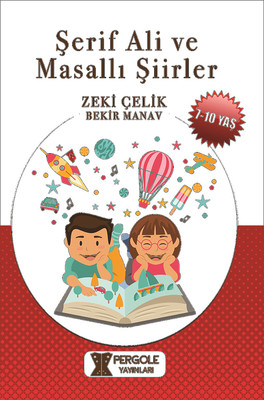 Şerif Ali ve
Masallı Şiirler
ZEKİ ÇELİK
BEKİR MANAV
7-10 YAŞ
PERGOLE
YAYINLARI